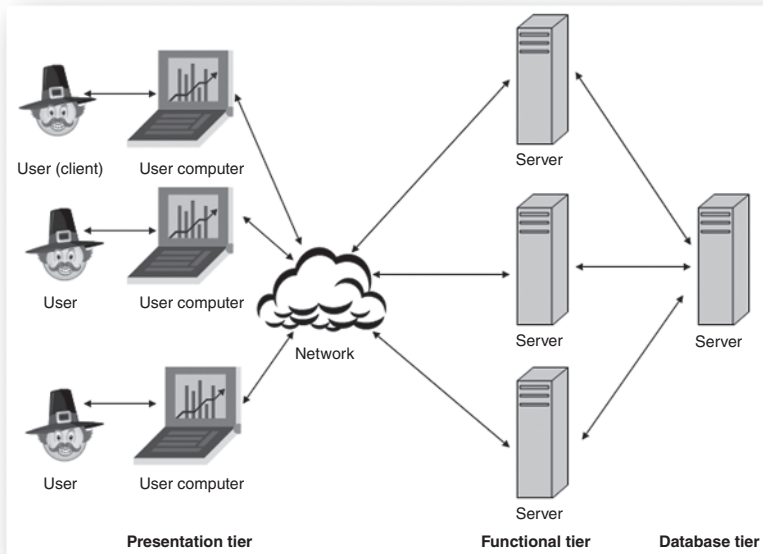 Server
User (client)
User computer
User
User computer
Server
Server
Network
User
User computer
Server
Presentation tier
Functional tier
Database tier